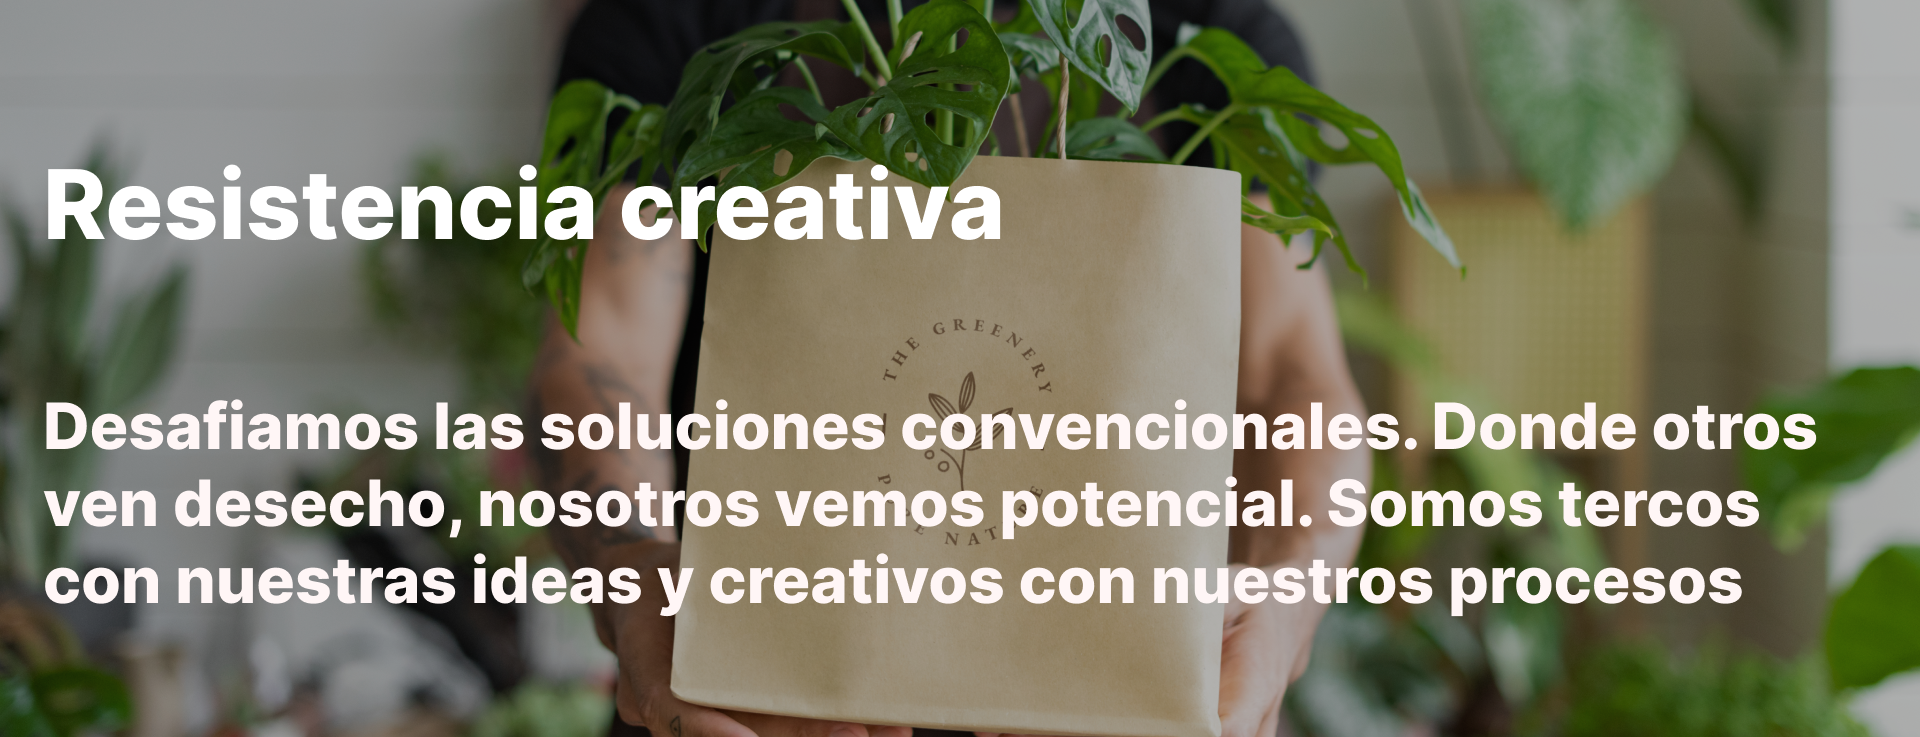 Resistencia creativa
THE GREENERY
Desafiamos las soluciones convencionales. Donde otros
ven desecho, nosotros vemos potencial. Somos tercos
con nuestras ideas y creativos con nuestros procesos